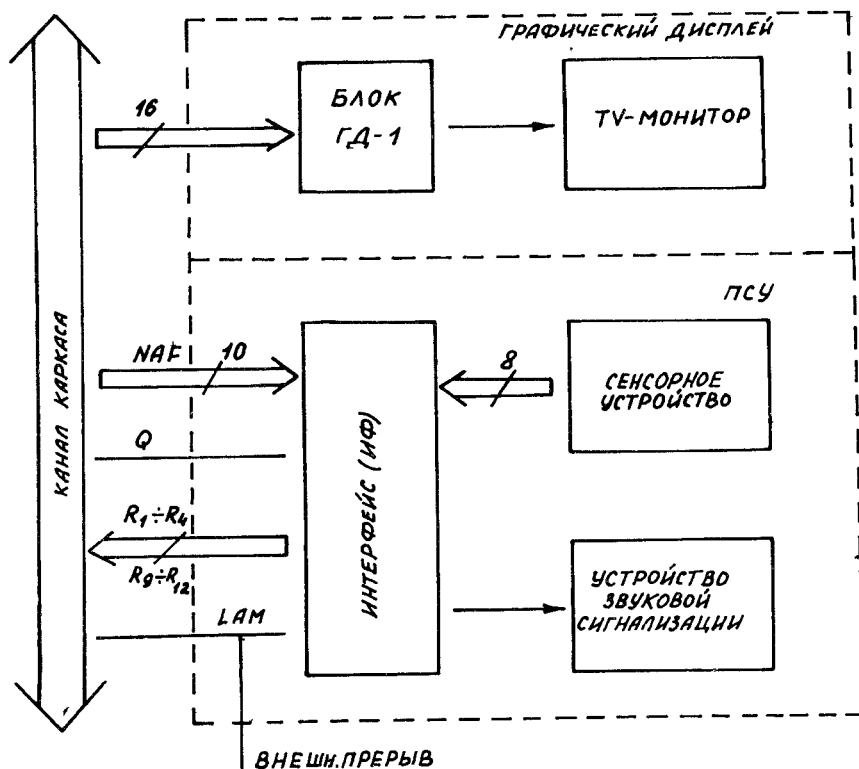 ГРАФИЧЕСКИЙ ДИСПЛЕЙ
16
БЛОК
ГД-1
TV-МОНИТОР
ПСУ
КАНАЛ КАРКАСА
NAF
10
ИНТЕРФЕЙС (ИФ)
8
СЕНСОРНОЕ
УСТРОЙСТВО
Q
R1÷R4
R9÷R12
LAM
УСТРОЙСТВО
ЗВУКОВОЙ
СИГНАЛИЗАЦИИ
ВНЕШН.ПРЕРЫВ